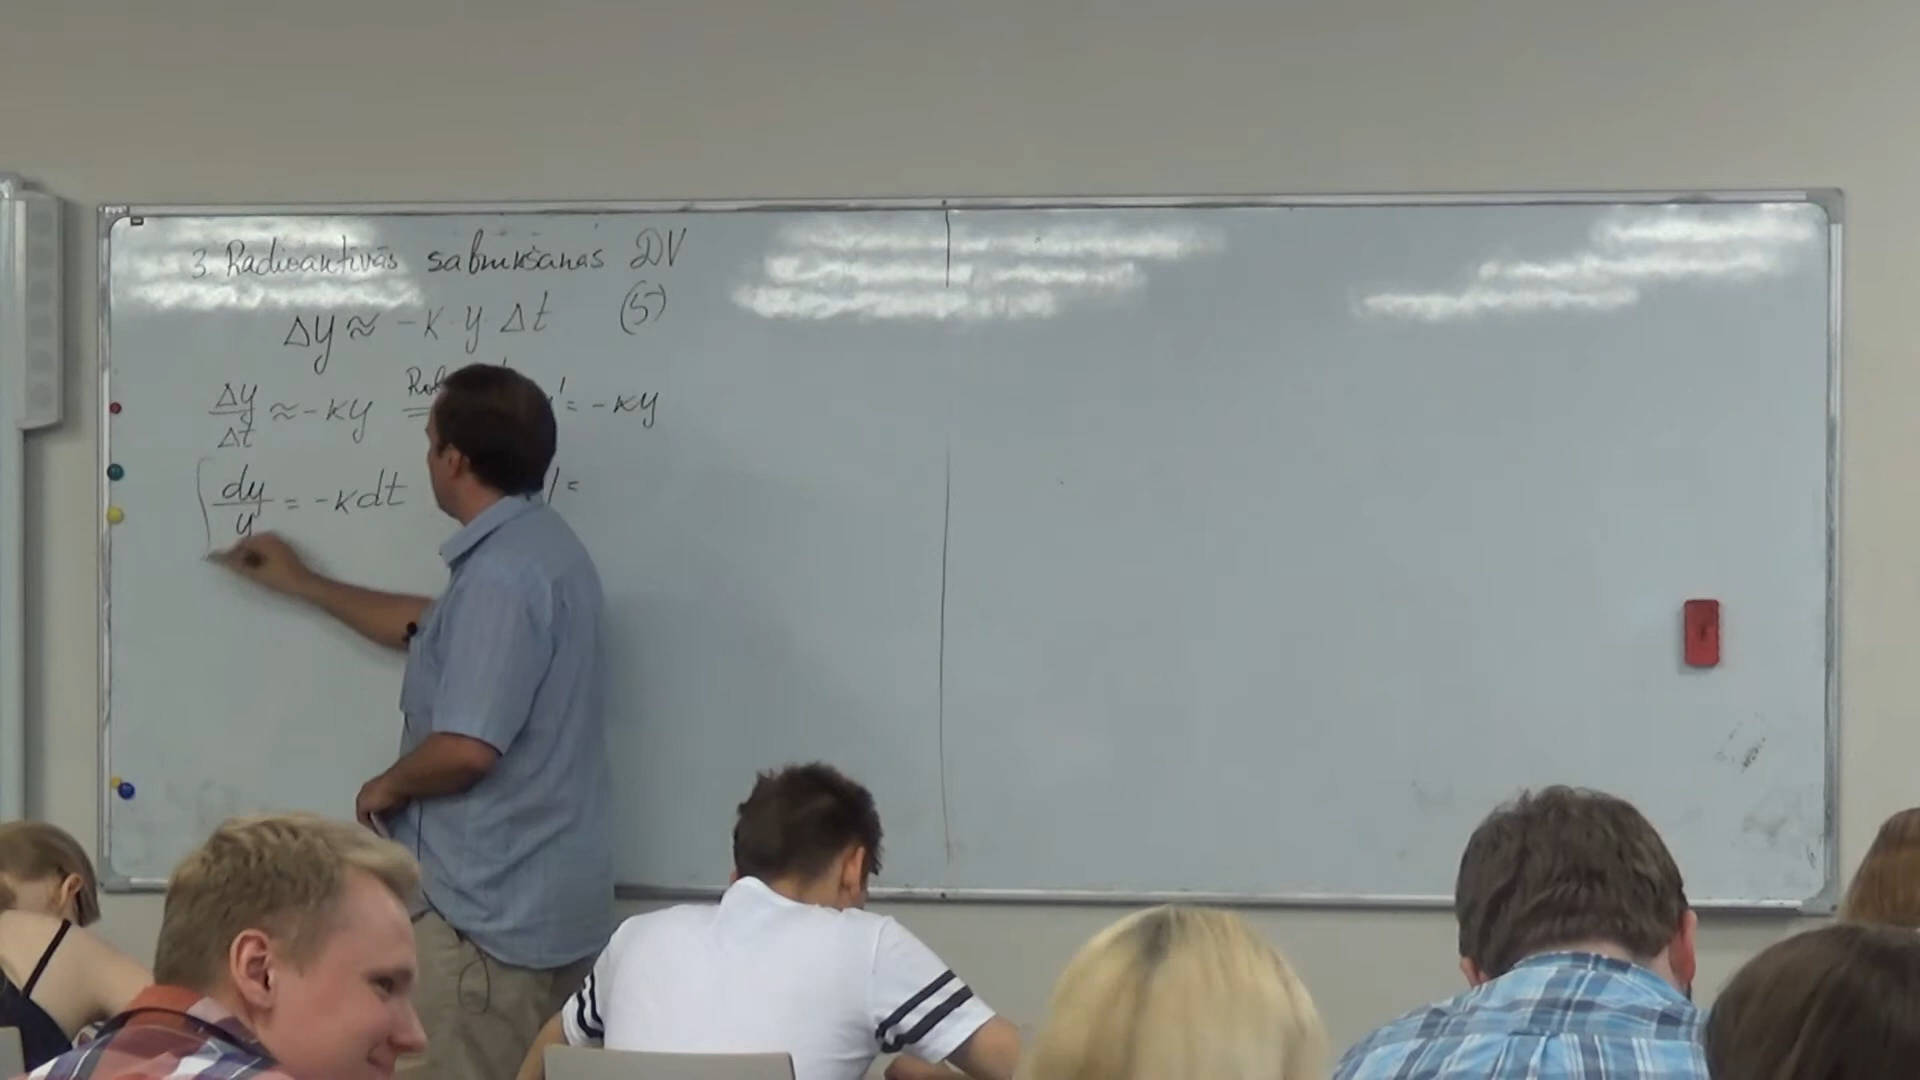 3. Radioaktīvās sabrukšanas DV
Δy ≈ -k·y·Δt (5)
Δy/Δt ≈ -ky = y' = -ky
dy/y = -kdt =